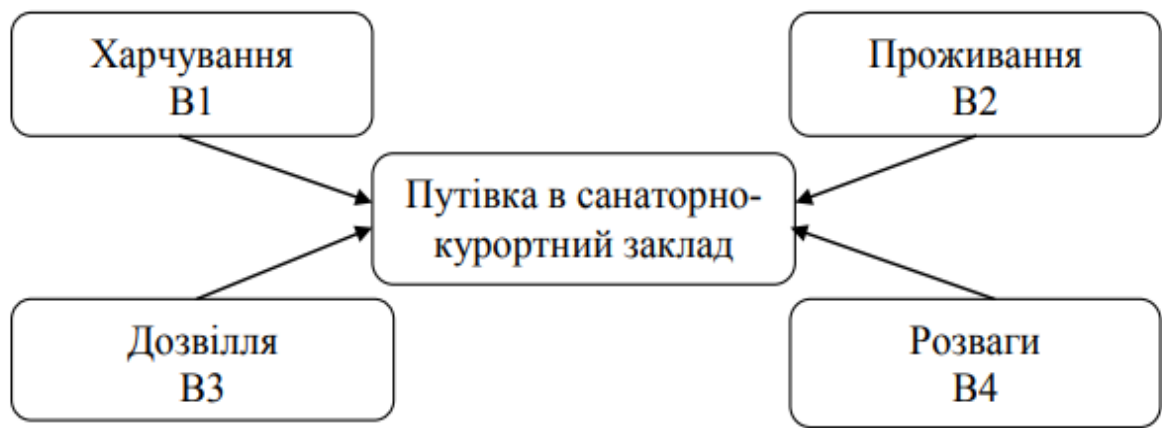 Харчування
В1
Проживання
В2
Путівка в санаторно-
курортний заклад
Дозвілля
В3
Розваги
В4